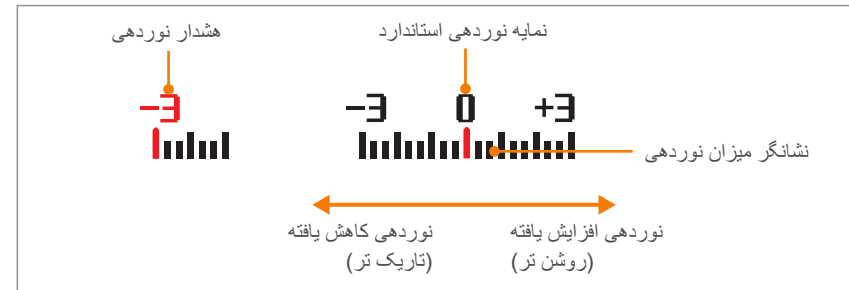 نمایه نوردهی استاندارد
هشدار نوردهی
-3 0 +3
-3
نشانگر میزان نوردهی
نوردهی افزایش یافته
(روشن تر)
نوردهی کاهش یافته
(تاریک تر)